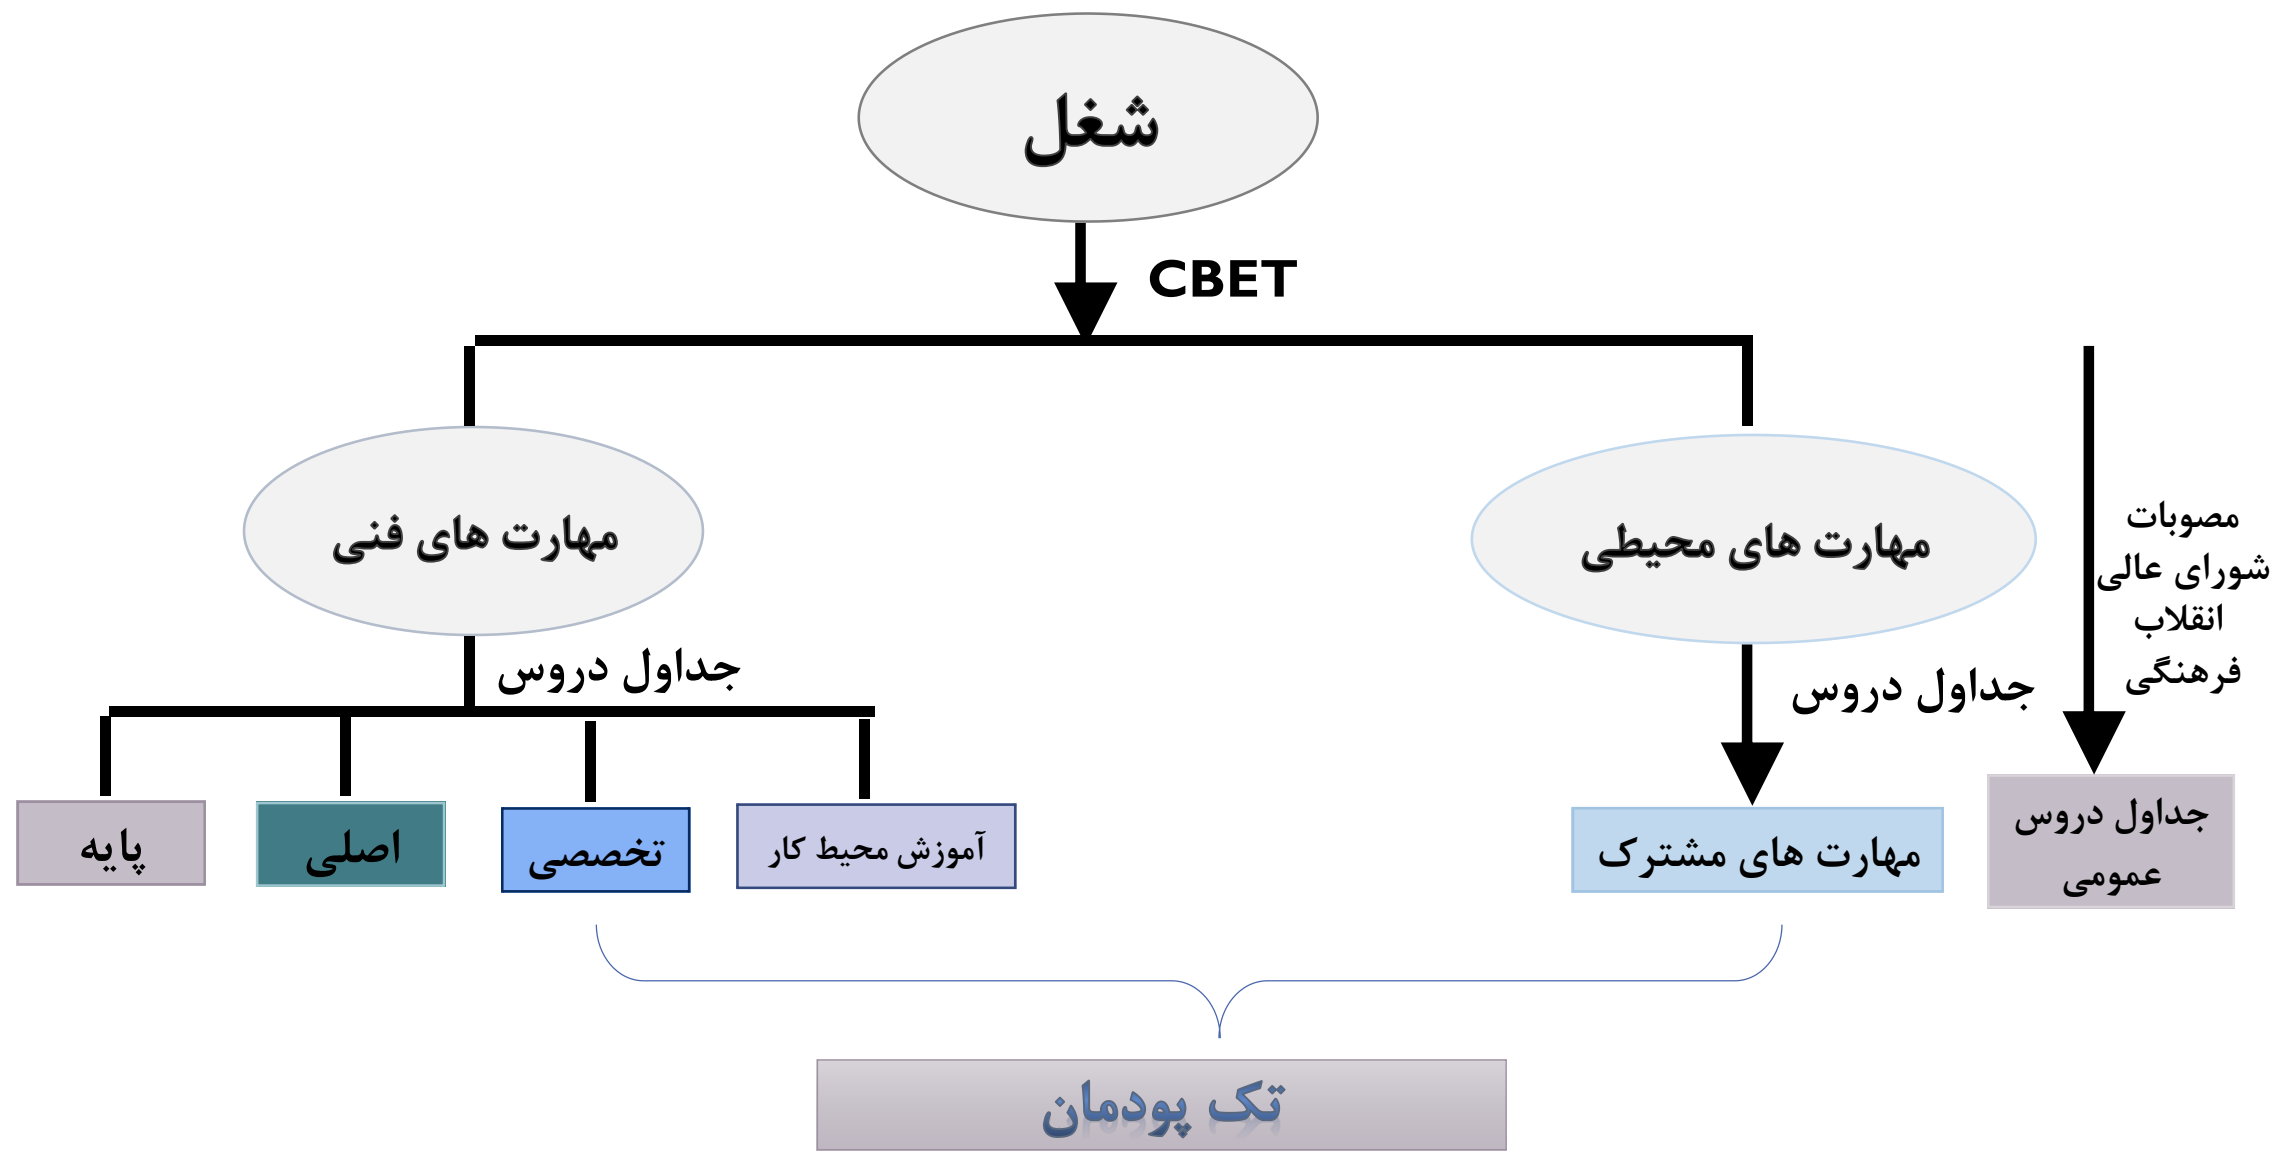 شغل
CBET
مهارت های محیطی
مهارت های فنی
مصوبات
شورای عالی
انقلاب
فرهنگی
جداول دروس
جداول دروس
جداول دروس
عمومی
مهارت های مشترک
آموزش محیط کار
تخصصی
اصلی
پایه
تک پودمان